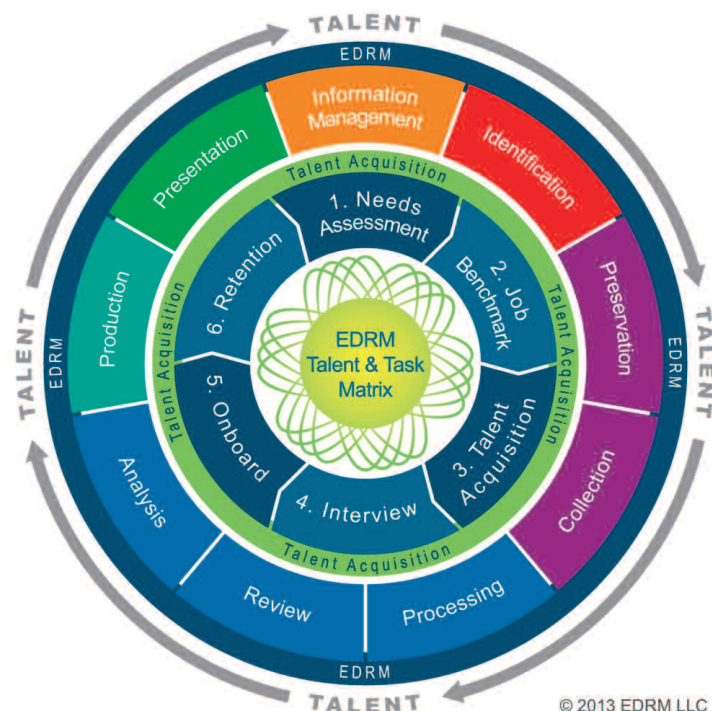 TALENT
EDRM
Information
Management
Identification
Preservation
Collection
Processing
Review
Analysis
Production
Presentation
TALENT
EDRM
TALENT
EDRM
TALENT
EDRM
Talent Acquisition
Talent Acquisition
Talent Acquisition
Talent Acquisition
1. Needs
Assessment
2. Job
Benchmark
3. Talent
Acquisition
4. Interview
5. Onboard
6. Retention
EDRM
Talent & Task
Matrix
© 2013 EDRM LLC